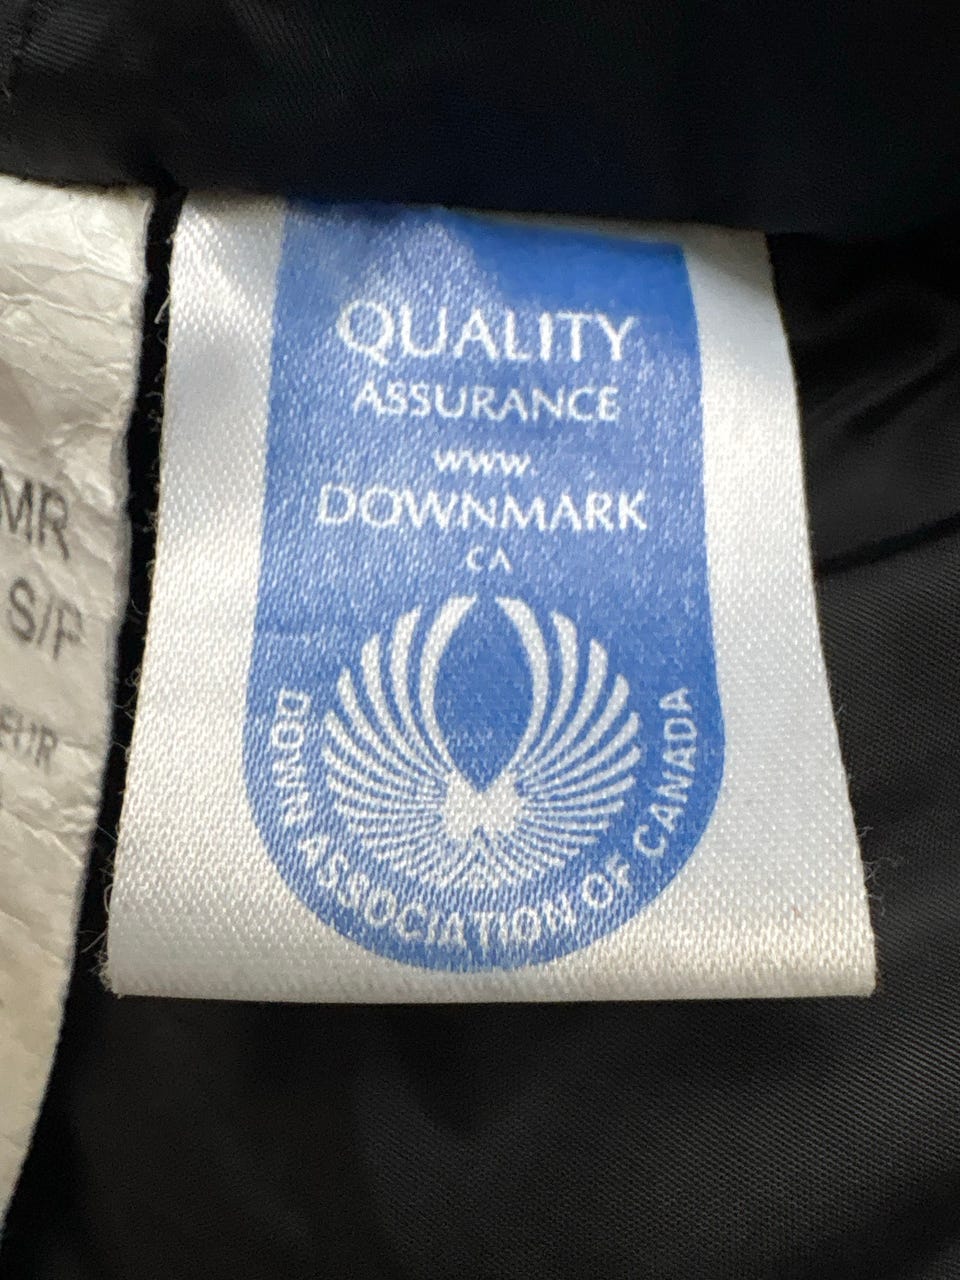 QUALITY
ASSURANCE
www.
DOWNMARK
CA
DOWN ASSOCIATION OF CANADA
MR
S/P